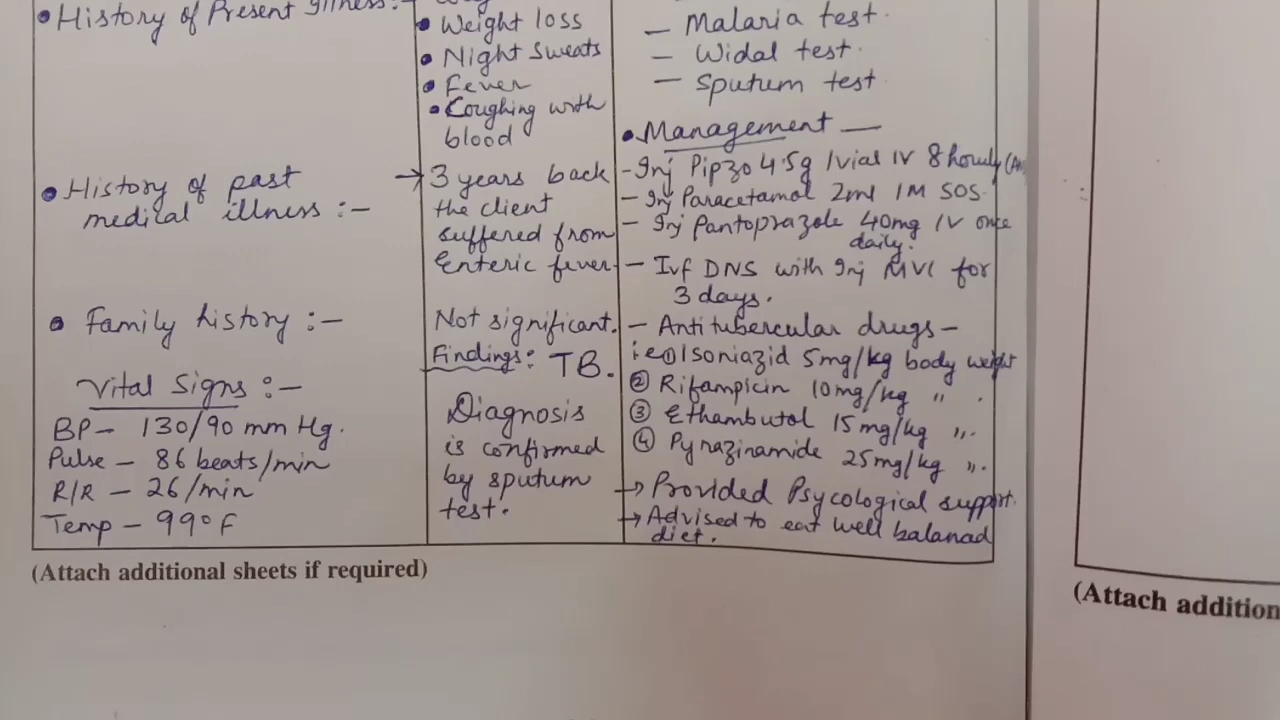 • History of Present illness:-
• History of past
medical illness :-
• Family history :-
Vital Signs :-
BP- 130/90 mm Hg.
Pulse - 86 beats/min
R/R - 26/min
Temp - 99°F
• Weight loss
• Night Sweats
• Fever
• Coughing with
blood
→ 3 years back
the client
suffered from
Enteric fever.
Not significant.
Findings: TB.
Diagnosis
is confirmed
by sputum
test.
- Malaria test.
- Widal test.
- Sputum test
• Management -
- Inj Pipzo 4.5g 1vial IV 8 hourly
- Inj Paracetamol 2ml IM SOS.
- Inj Pantoprazole 40mg IV once
daily.
- Ivf DNS with Inj MVI for
3 days.
- Anti tubercular drugs -
i.e. ① Isoniazid 5mg/kg body weight
② Rifampicin 10mg/kg " .
③ Ethambutol 15mg/kg ".
④ Pyrazinamide 25mg/kg ".
→ Provided Psycological support.
→ Advised to eat well balanad
diet.
(Attach additional sheets if required)
(Attach addition